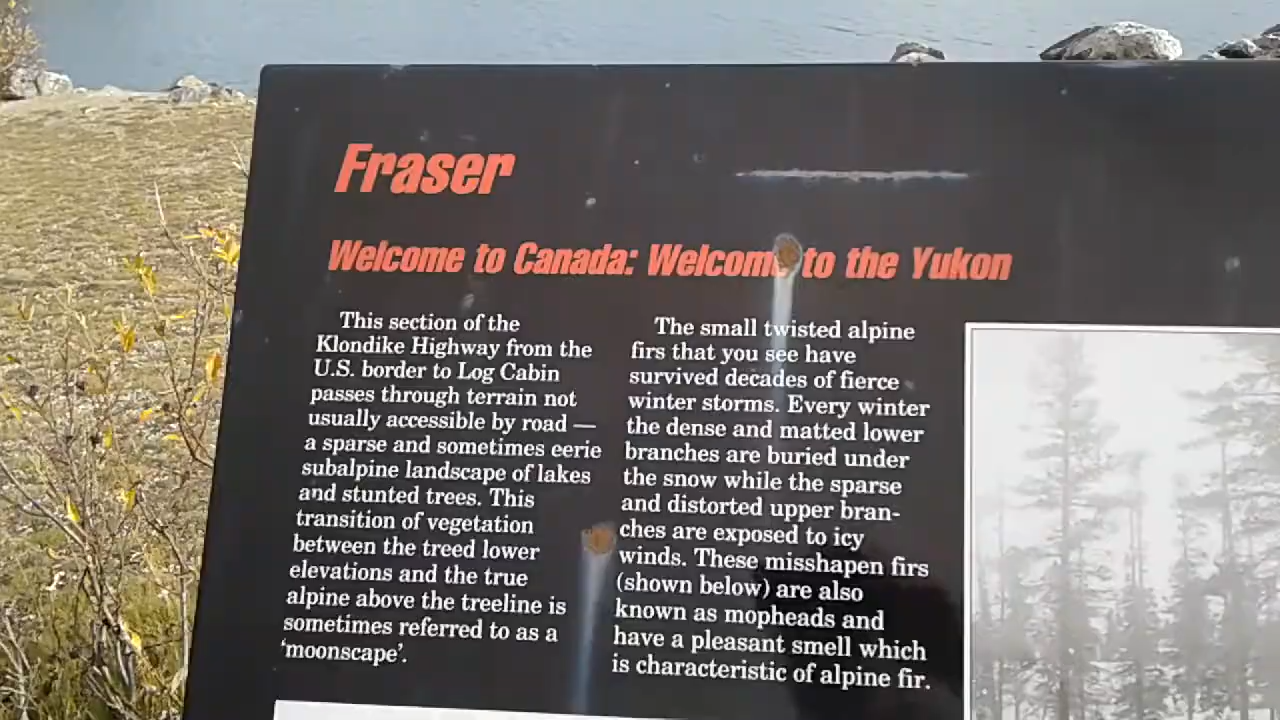 Fraser
Welcome to Canada: Welcome to the Yukon
This section of the
Klondike Highway from the
U.S. border to Log Cabin
passes through terrain not
usually accessible by road —
a sparse and sometimes eerie
subalpine landscape of lakes
and stunted trees. This
transition of vegetation
between the treed lower
elevations and the true
alpine above the treeline is
sometimes referred to as a
‘moonscape’.
The small twisted alpine
firs that you see have
survived decades of fierce
winter storms. Every winter
the dense and matted lower
branches are buried under
the snow while the sparse
and distorted upper bran-
ches are exposed to icy
winds. These misshapen firs
(shown below) are also
known as mopheads and
have a pleasant smell which
is characteristic of alpine fir.